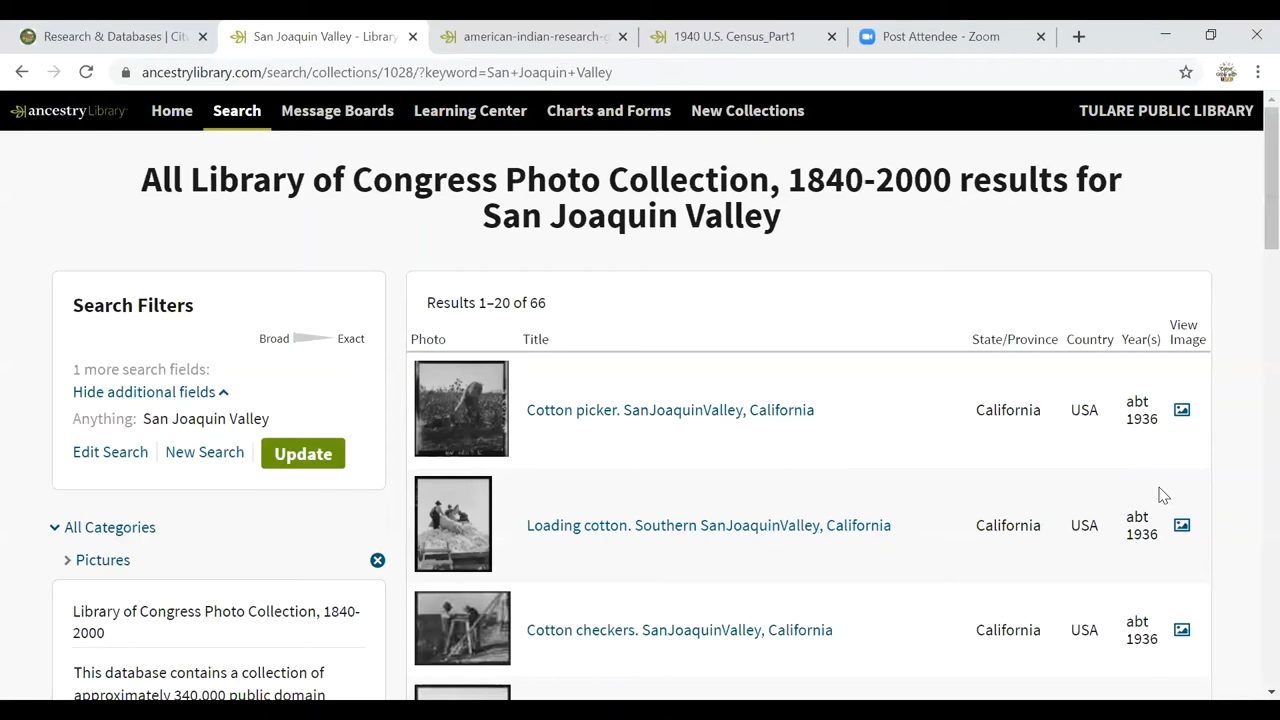 Research & Databases | Cit
San Joaquin Valley - Library
american-indian-research-g
1940 U.S. Census_Part1
Post Attendee - Zoom
ancestrylibrary.com/search/collections/1028/?keyword=San+Joaquin+Valley
ancestryLibrary
Home
Search
Message Boards
Learning Center
Charts and Forms
New Collections
TULARE PUBLIC LIBRARY
All Library of Congress Photo Collection, 1840-2000 results for
San Joaquin Valley
Search Filters
Broad
Exact
1 more search fields:
Hide additional fields
Anything: San Joaquin Valley
Edit Search
New Search
Update
All Categories
Pictures
Library of Congress Photo Collection, 1840-
2000
This database contains a collection of
approximately 340,000 public domain
Results 1–20 of 66
Photo
Title
State/Province
Country
Year(s)
View
Image
Cotton picker. SanJoaquinValley, California
California
USA
abt
1936
Loading cotton. Southern SanJoaquinValley, California
California
USA
abt
1936
Cotton checkers. SanJoaquinValley, California
California
USA
abt
1936